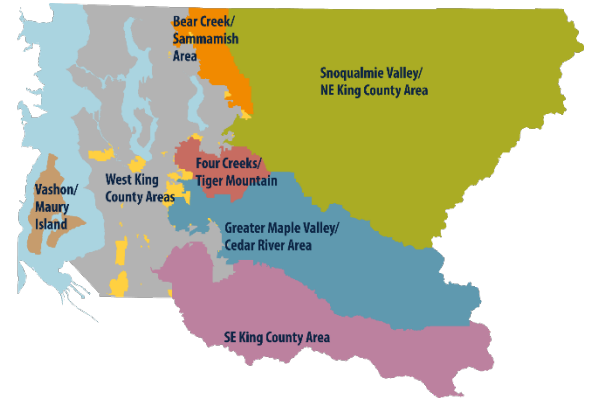 Bear Creek/
Sammamish
Area
Snoqualmie Valley/
NE King County Area
Four Creeks/
Tiger Mountain
West King
County Areas
Vashon/
Maury
Island
Greater Maple Valley/
Cedar River Area
SE King County Area